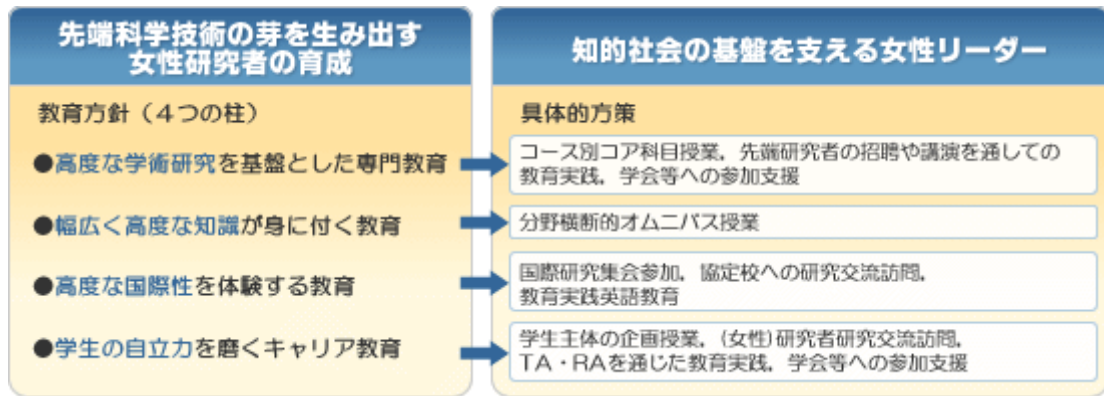 先端科学技術の芽を生み出す
女性研究者の育成
教育方針（4つの柱）
●高度な学術研究を基盤とした専門教育
●幅広く高度な知識が身に付く教育
●高度な国際性を体験する教育
●学生の自立力を磨くキャリア教育
知的社会の基盤を支える女性リーダー
具体的方策
コース別コア科目授業，先端研究者の招聘や講演を通しての
教育実践，学会等への参加支援
分野横断的オムニバス授業
国際研究集会参加，協定校への研究交流訪問，
教育実践英語教育
学生主体の企画授業，(女性)研究者研究交流訪問，
TA・RAを通じた教育実践，学会等への参加支援